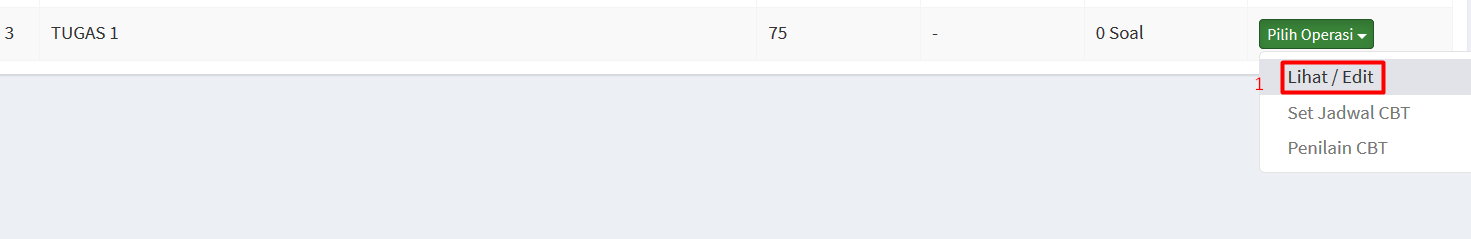 3 TUGAS 1 75 - 0 Soal Pilih Operasi
1 Lihat / Edit
Set Jadwal CBT
Penilain CBT